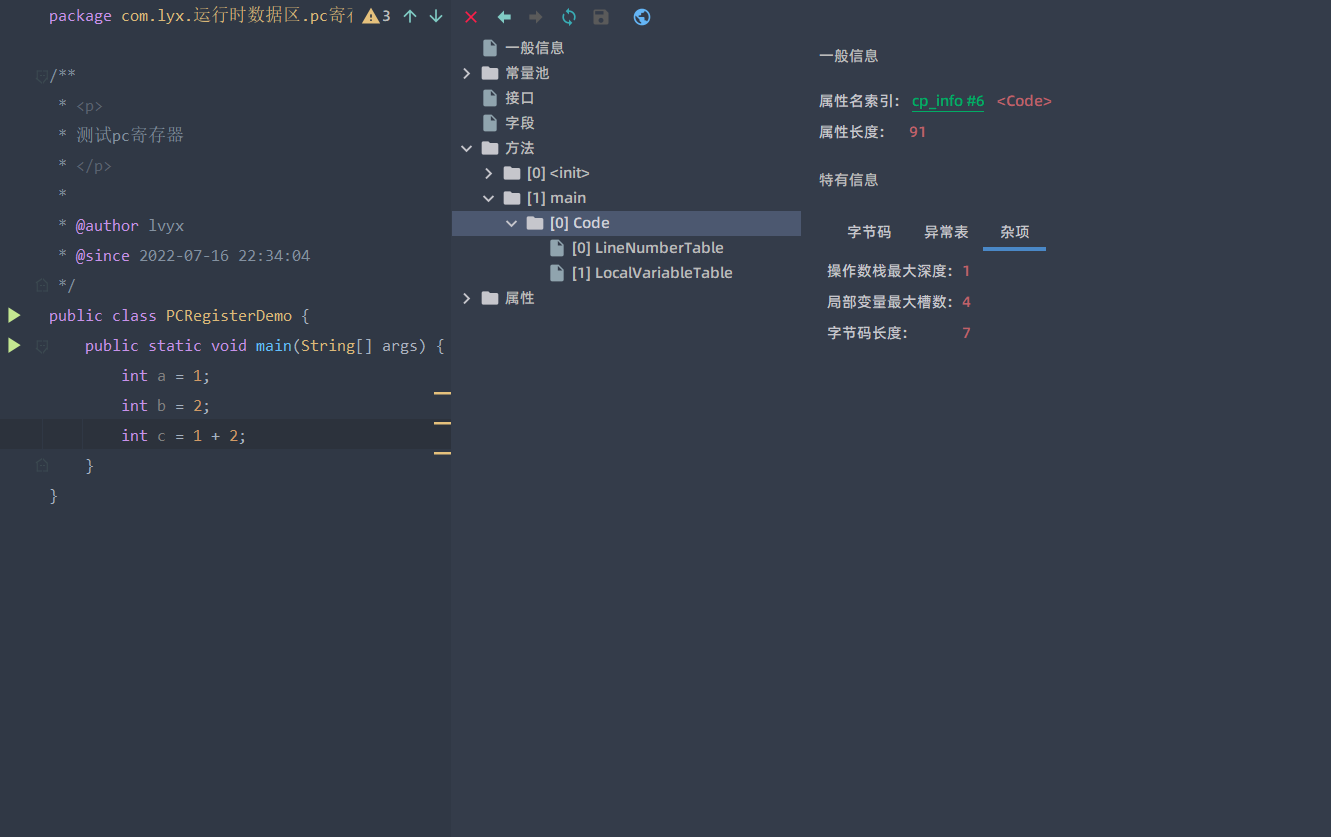 package com.lyx.运行时数据区.pc寄存
3
/**
* <p>
* 测试pc寄存器
* </p>
*
* @author lvyx
* @since 2022-07-16 22:34:04
*/
public class PCRegisterDemo {
public static void main(String[] args) {
int a = 1;
int b = 2;
int c = 1 + 2;
}
}
一般信息
常量池
接口
字段
方法
[0] <init>
[1] main
[0] Code
[0] LineNumberTable
[1] LocalVariableTable
属性
一般信息
属性名索引: cp_info #6 <Code>
属性长度: 91
特有信息
字节码 异常表 杂项
操作数栈最大深度: 1
局部变量最大槽数: 4
字节码长度: 7